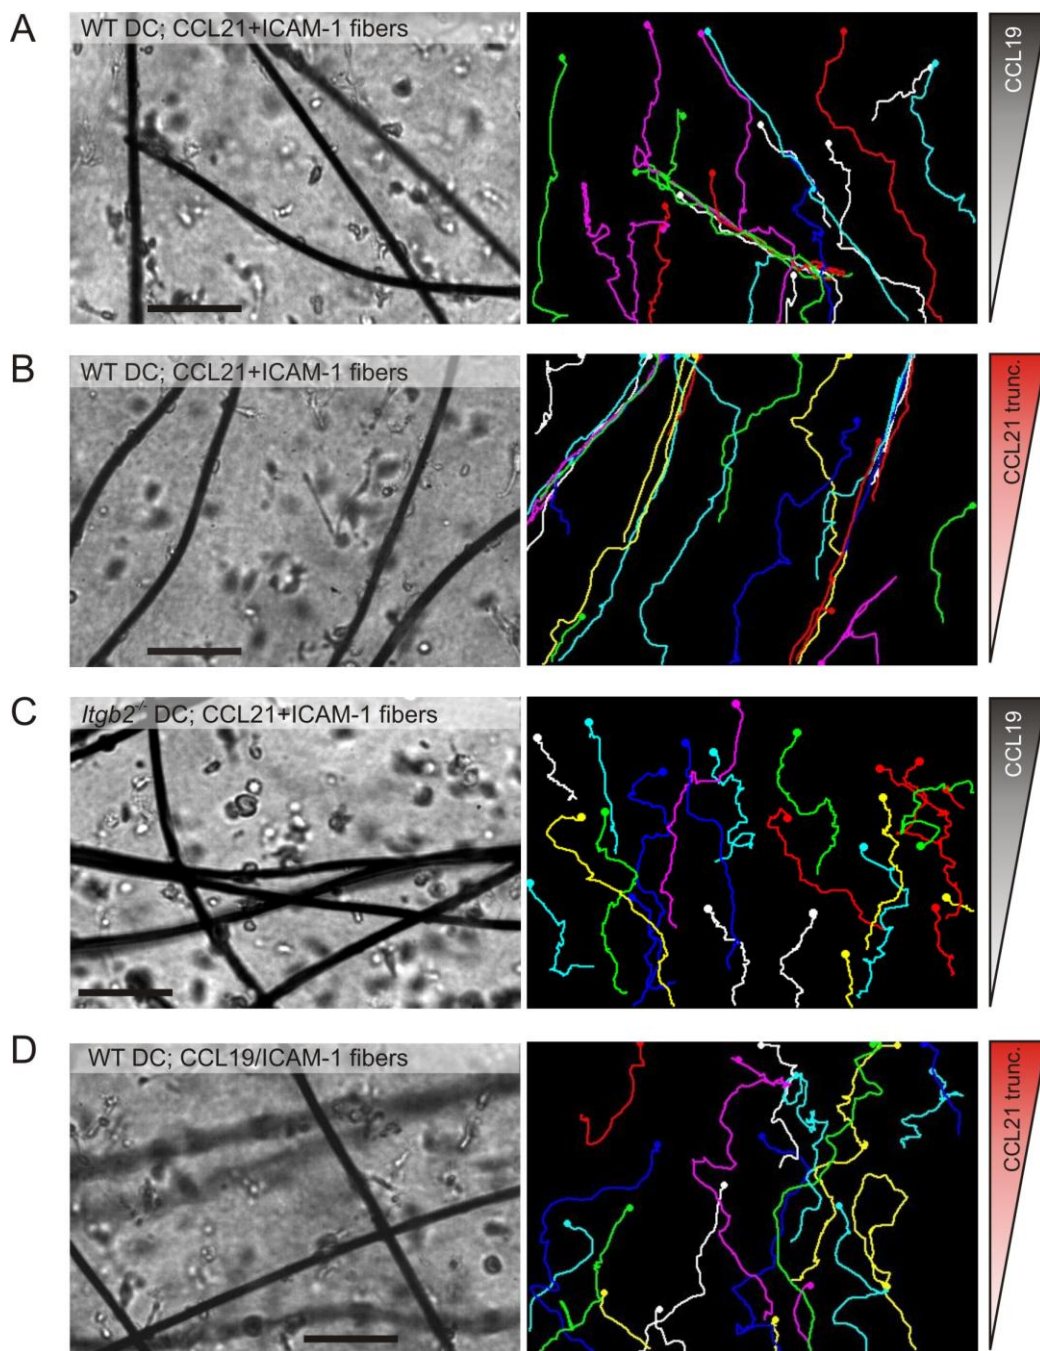 A
WT DC; CCL21+ICAM-1 fibers
CCL19
B
WT DC; CCL21+ICAM-1 fibers
CCL21 trunc.
C
Itgb2-/- DC; CCL21+ICAM-1 fibers
CCL19
D
WT DC; CCL19/ICAM-1 fibers
CCL21 trunc.